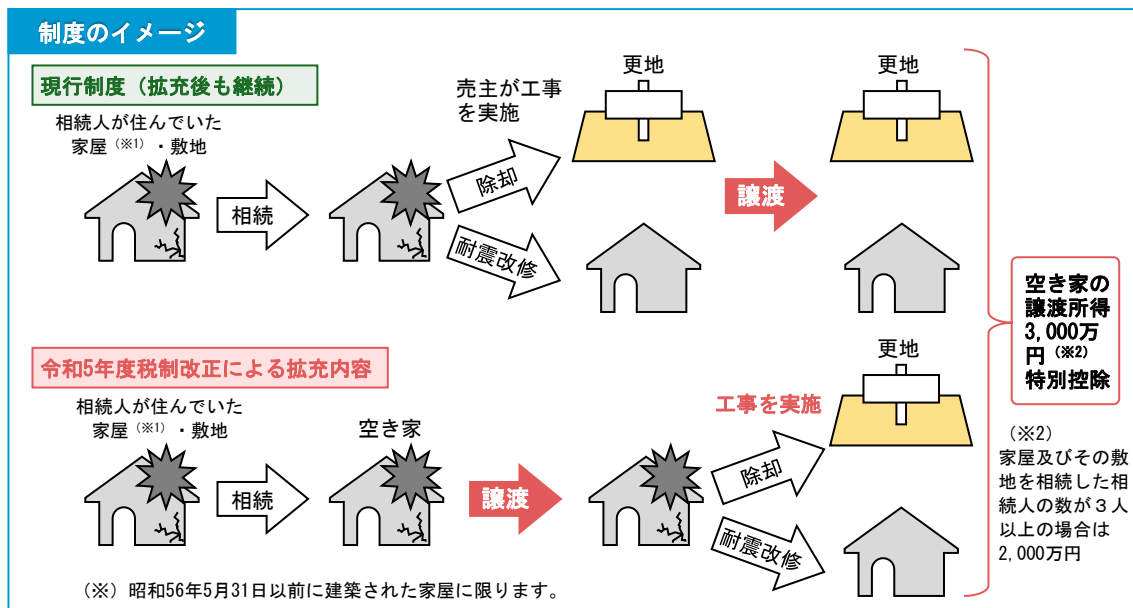 制度のイメージ
現行制度（拡充後も継続）
相続人が住んでいた
家屋（※1）・敷地
相続
売主が工事
を実施
除却
耐震改修
更地
譲渡
更地
令和5年度税制改正による拡充内容
相続人が住んでいた
家屋（※1）・敷地
相続
空き家
譲渡
工事を実施
除却
耐震改修
更地
（※）昭和56年5月31日以前に建築された家屋に限ります。
空き家の
譲渡所得
3,000万
円（※2）
特別控除
（※2）
家屋及びその敷
地を相続した相
続人の数が３人
以上の場合は
2,000万円